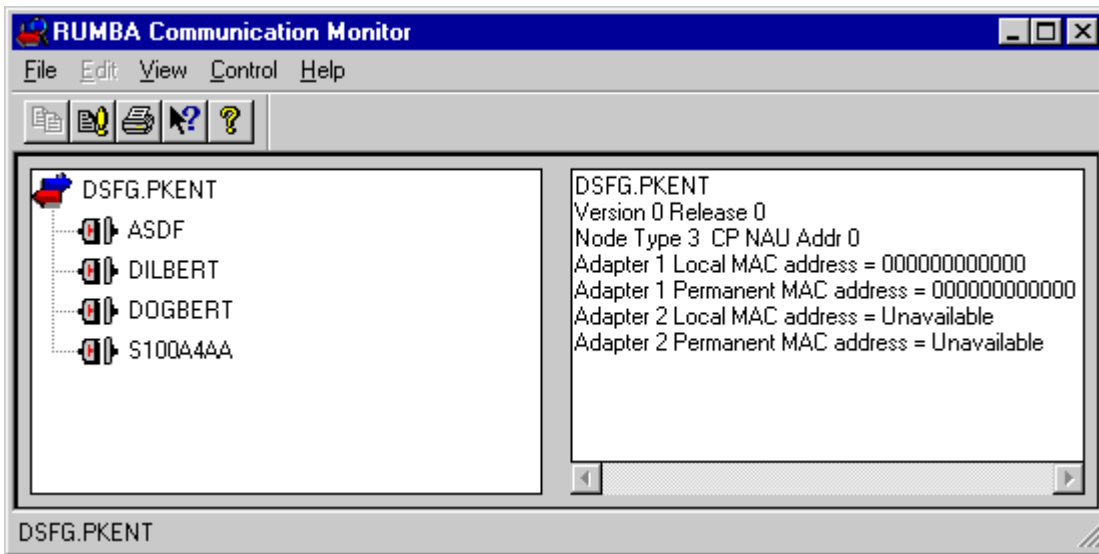 RUMBA Communication Monitor
File Edit View Control Help
DSFG.PKENT
ASDF
DILBERT
DOGBERT
S100A4AA
DSFG.PKENT
Version 0 Release 0
Node Type 3 CP NAU Addr 0
Adapter 1 Local MAC address = 000000000000
Adapter 1 Permanent MAC address = 000000000000
Adapter 2 Local MAC address = Unavailable
Adapter 2 Permanent MAC address = Unavailable
DSFG.PKENT